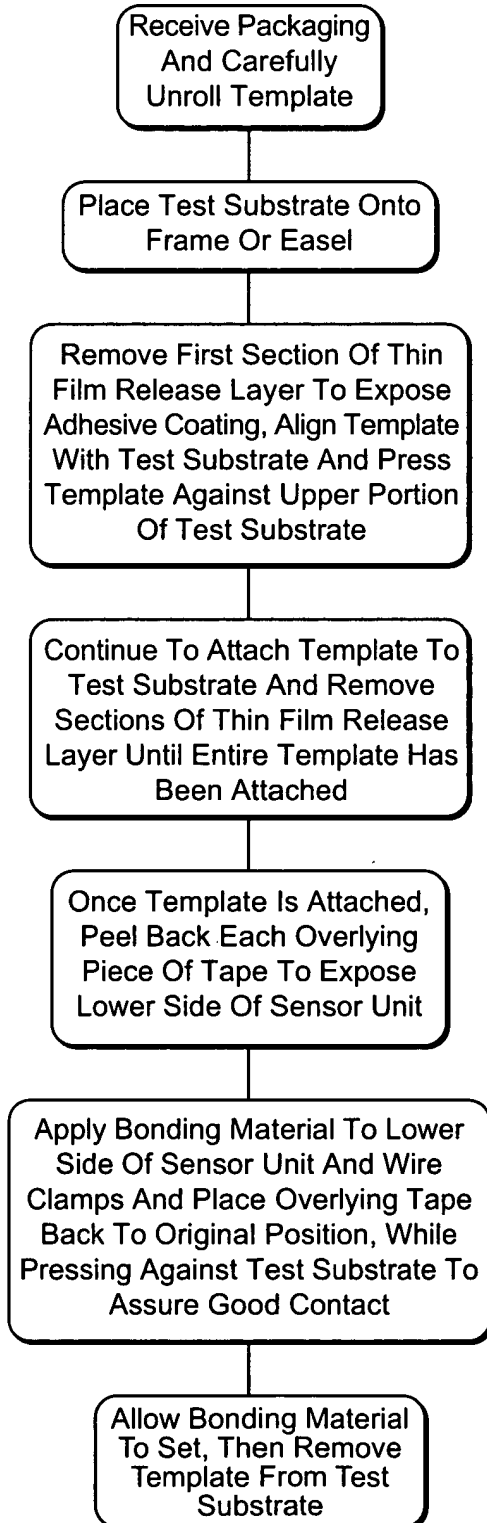 Receive Packaging
And Carefully
Unroll Template
Place Test Substrate Onto
Frame Or Easel
Remove First Section Of Thin
Film Release Layer To Expose
Adhesive Coating, Align Template
With Test Substrate And Press
Template Against Upper Portion
Of Test Substrate
Continue To Attach Template To
Test Substrate And Remove
Sections Of Thin Film Release
Layer Until Entire Template Has
Been Attached
Once Template Is Attached,
Peel Back Each Overlying
Piece Of Tape To Expose
Lower Side Of Sensor Unit
Apply Bonding Material To Lower
Side Of Sensor Unit And Wire
Clamps And Place Overlying Tape
Back To Original Position, While
Pressing Against Test Substrate To
Assure Good Contact
Allow Bonding Material
To Set, Then Remove
Template From Test
Substrate